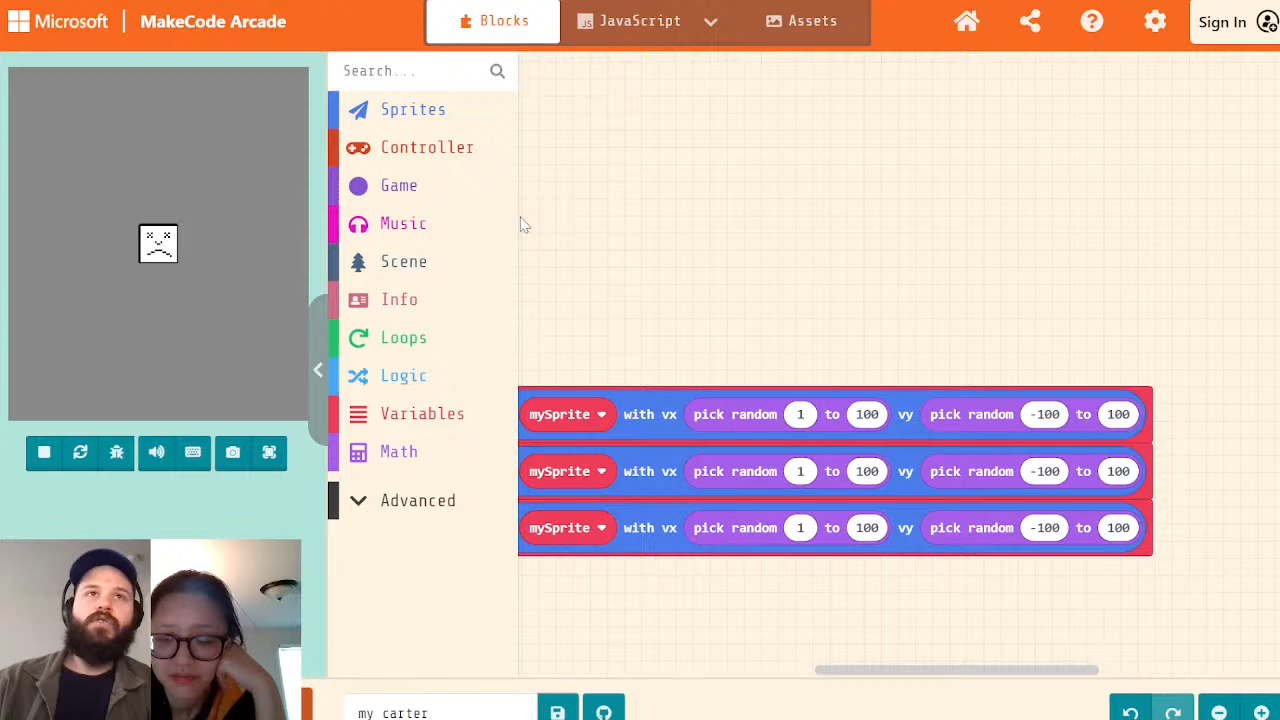 Microsoft | MakeCode Arcade
Blocks
JavaScript
Assets
Sign In
Search...
Sprites
Controller
Game
Music
Scene
Info
Loops
Logic
Variables
Math
Advanced
mySprite with vx pick random 1 to 100 vy pick random -100 to 100
mySprite with vx pick random 1 to 100 vy pick random -100 to 100
mySprite with vx pick random 1 to 100 vy pick random -100 to 100
my carter